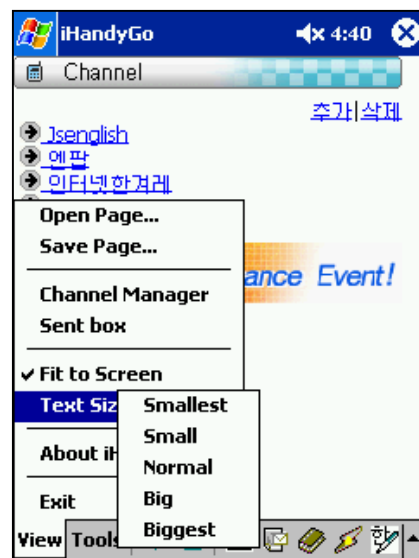 iHandyGo 4:40
Channel
추가|삭제
Jsenglish
엔팔
인터넷한겨레
Open Page...
Save Page...
ance Event!
Channel Manager
Sent box
Fit to Screen
Text Siz
Smallest
Small
About iH
Normal
Exit
Big
Biggest
View Tools